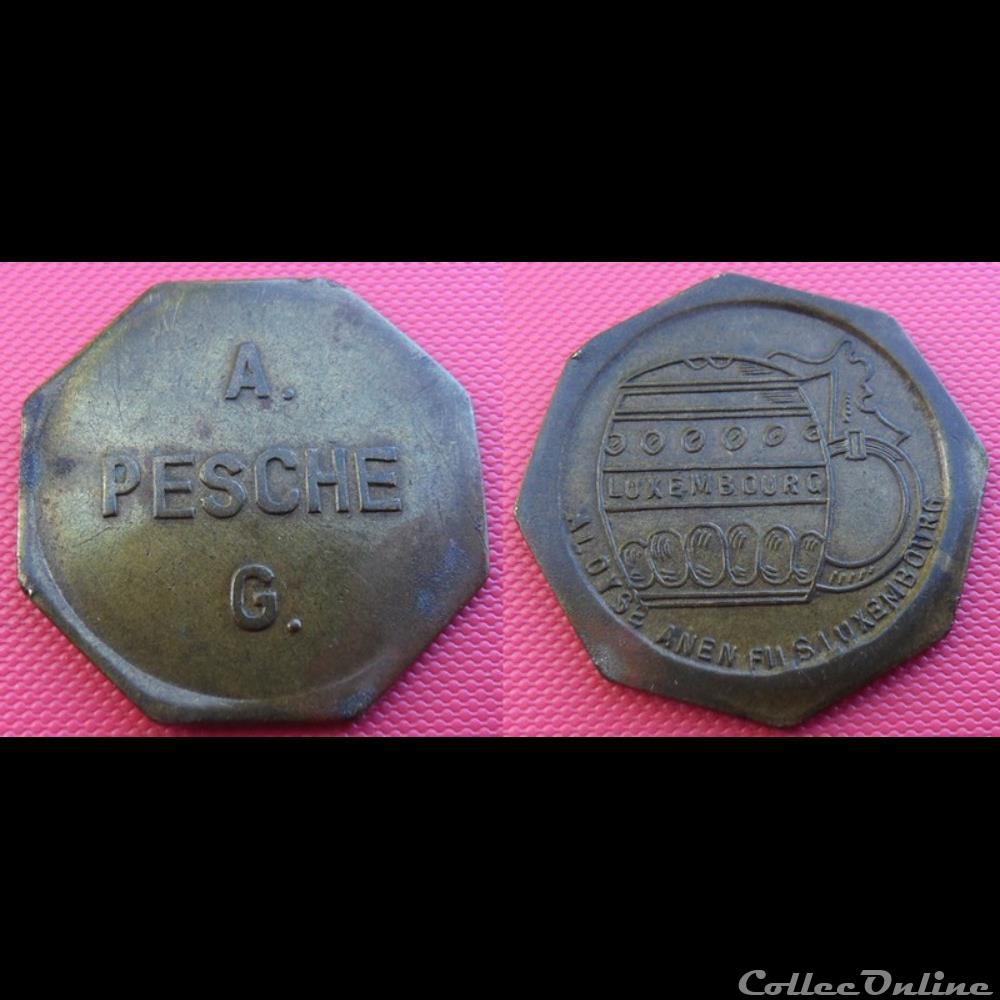 A.
PESCHE
G.
LUXEMBOURG
ALOYSE ANEN FILS LUXEMBOURG
CollecOnline